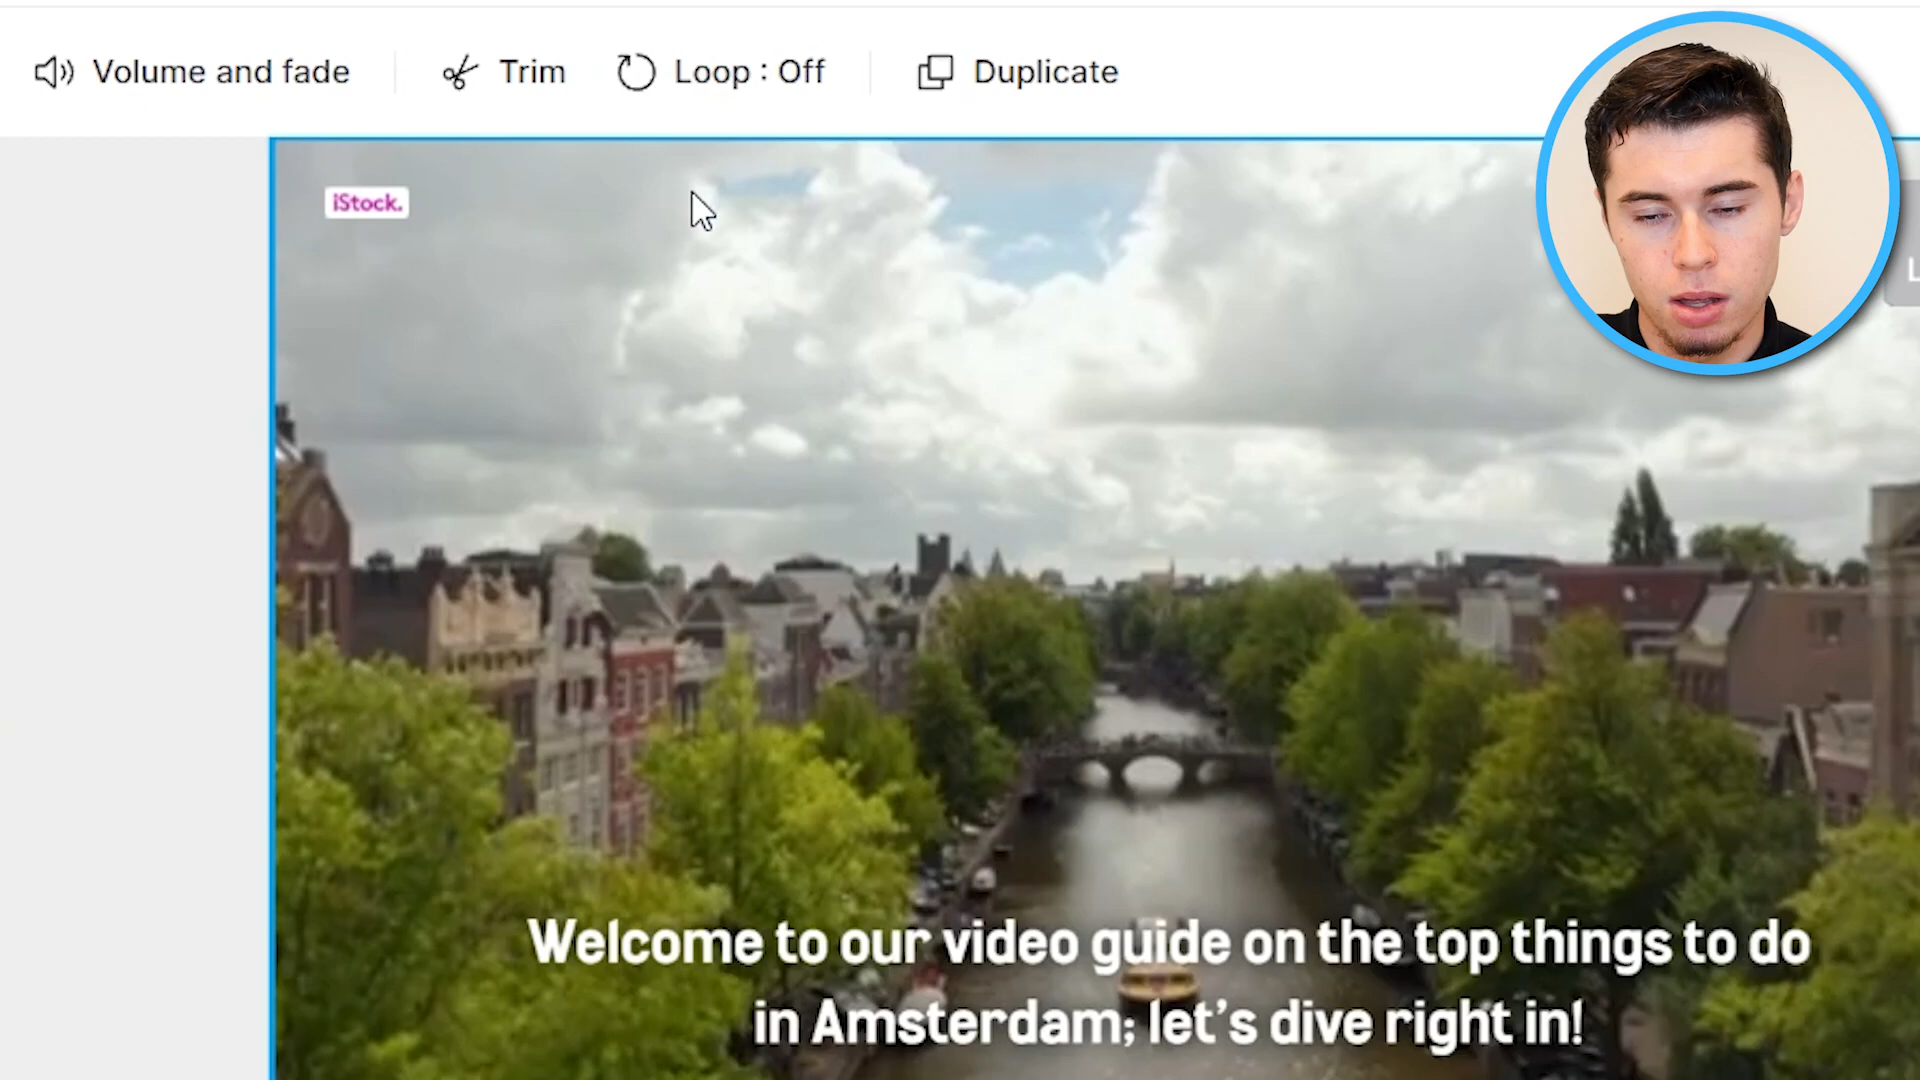 Volume and fade
Trim
Loop : Off
Duplicate
iStock.
Welcome to our video guide on the top things to do
in Amsterdam; let's dive right in!